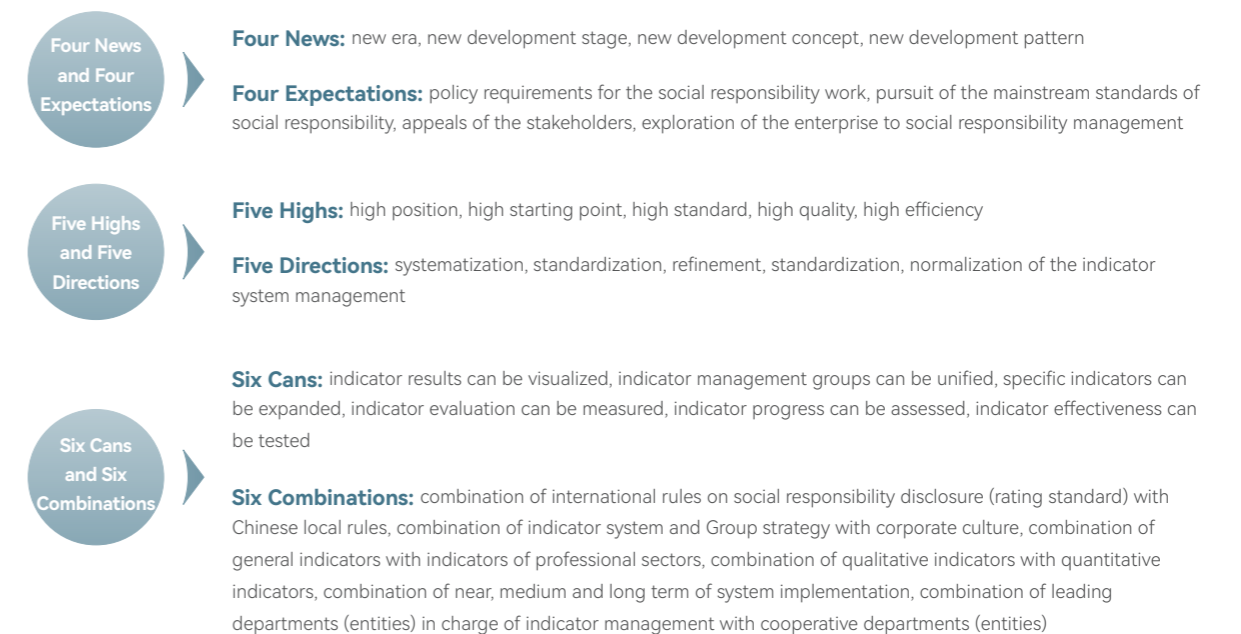 Four News
and Four
Expectations
Four News: new era, new development stage, new development concept, new development pattern
Four Expectations: policy requirements for the social responsibility work, pursuit of the mainstream standards of
social responsibility, appeals of the stakeholders, exploration of the enterprise to social responsibility management
Five Highs
and Five
Directions
Five Highs: high position, high starting point, high standard, high quality, high efficiency
Five Directions: systematization, standardization, refinement, standardization, normalization of the indicator
system management
Six Cans
and Six
Combinations
Six Cans: indicator results can be visualized, indicator management groups can be unified, specific indicators can
be expanded, indicator evaluation can be measured, indicator progress can be assessed, indicator effectiveness can
be tested
Six Combinations: combination of international rules on social responsibility disclosure (rating standard) with
Chinese local rules, combination of indicator system and Group strategy with corporate culture, combination of
general indicators with indicators of professional sectors, combination of qualitative indicators with quantitative
indicators, combination of near, medium and long term of system implementation, combination of leading
departments (entities) in charge of indicator management with cooperative departments (entities)